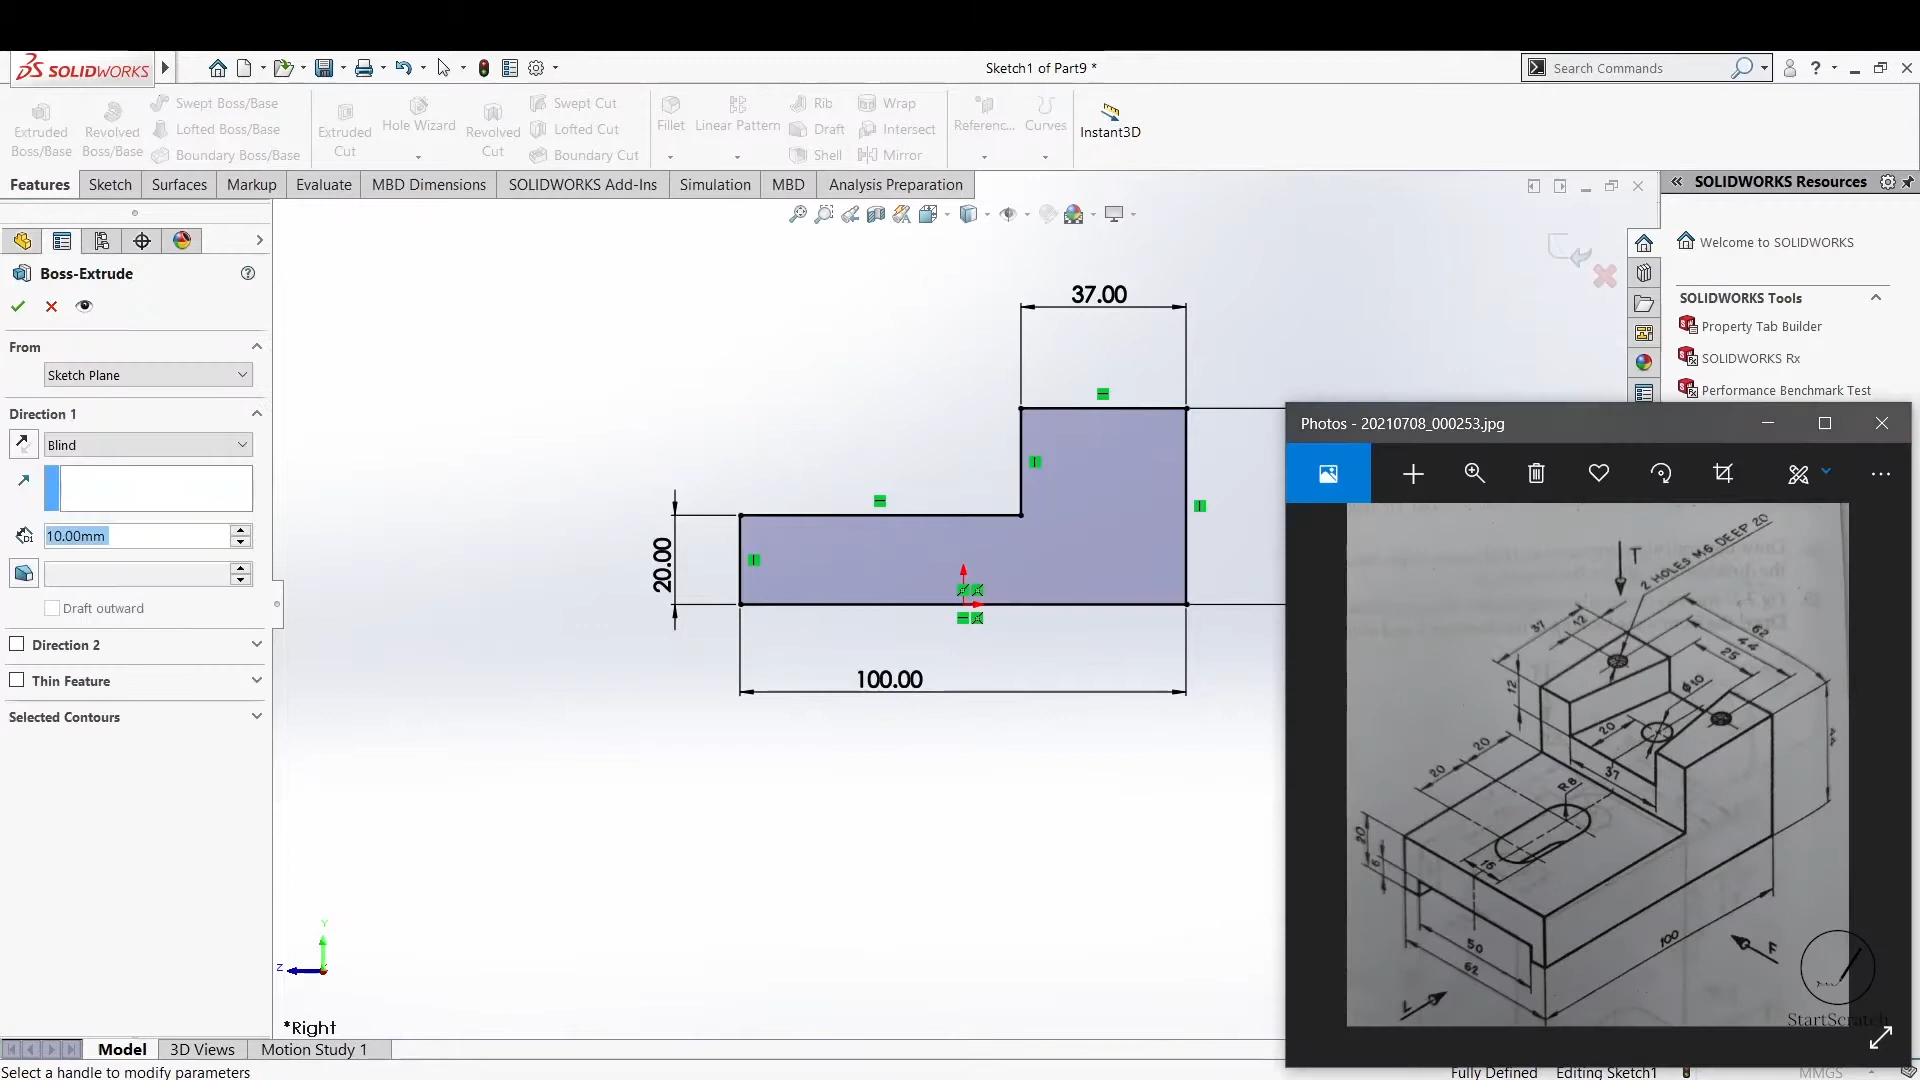 SOLIDWORKS
Sketch1 of Part9 *
Search Commands
Extruded Boss/Base
Revolved Boss/Base
Swept Boss/Base
Lofted Boss/Base
Boundary Boss/Base
Extruded Cut
Hole Wizard
Revolved Cut
Swept Cut
Lofted Cut
Boundary Cut
Fillet
Linear Pattern
Rib
Draft
Shell
Wrap
Intersect
Mirror
Referenc...
Curves
Instant3D
Features
Sketch
Surfaces
Markup
Evaluate
MBD Dimensions
SOLIDWORKS Add-Ins
Simulation
MBD
Analysis Preparation
SOLIDWORKS Resources
Welcome to SOLIDWORKS
SOLIDWORKS Tools
Property Tab Builder
SOLIDWORKS Rx
Performance Benchmark Test
Boss-Extrude
From
Sketch Plane
Direction 1
Blind
10.00mm
Draft outward
Direction 2
Thin Feature
Selected Contours
37.00
20.00
100.00
Y
Z
*Right
Photos - 20210708_000253.jpg
T
2 HOLES M6 DEEP 20
37
12
62
44
25
12
Ø10
20
20
20
37
R8
20
6
16
50
62
100
F
L
StartScratch
Model
3D Views
Motion Study 1
Select a handle to modify parameters
Fully Defined
Editing Sketch1
MMGS